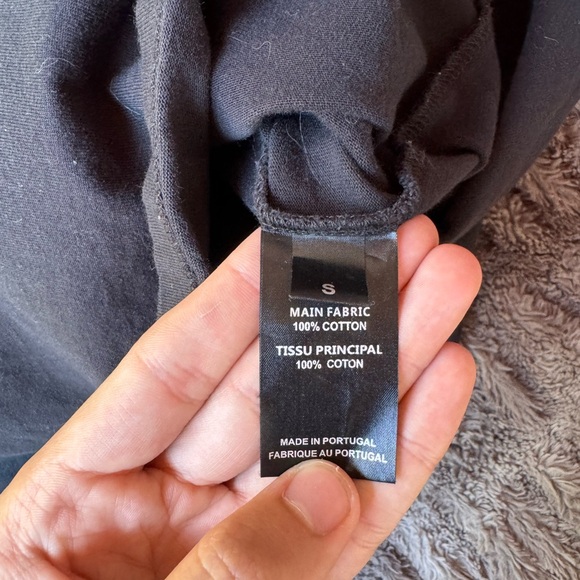 S
MAIN FABRIC
100% COTTON
TISSU PRINCIPAL
100% COTON
MADE IN PORTUGAL
FABRIQUE AU PORTUGAL